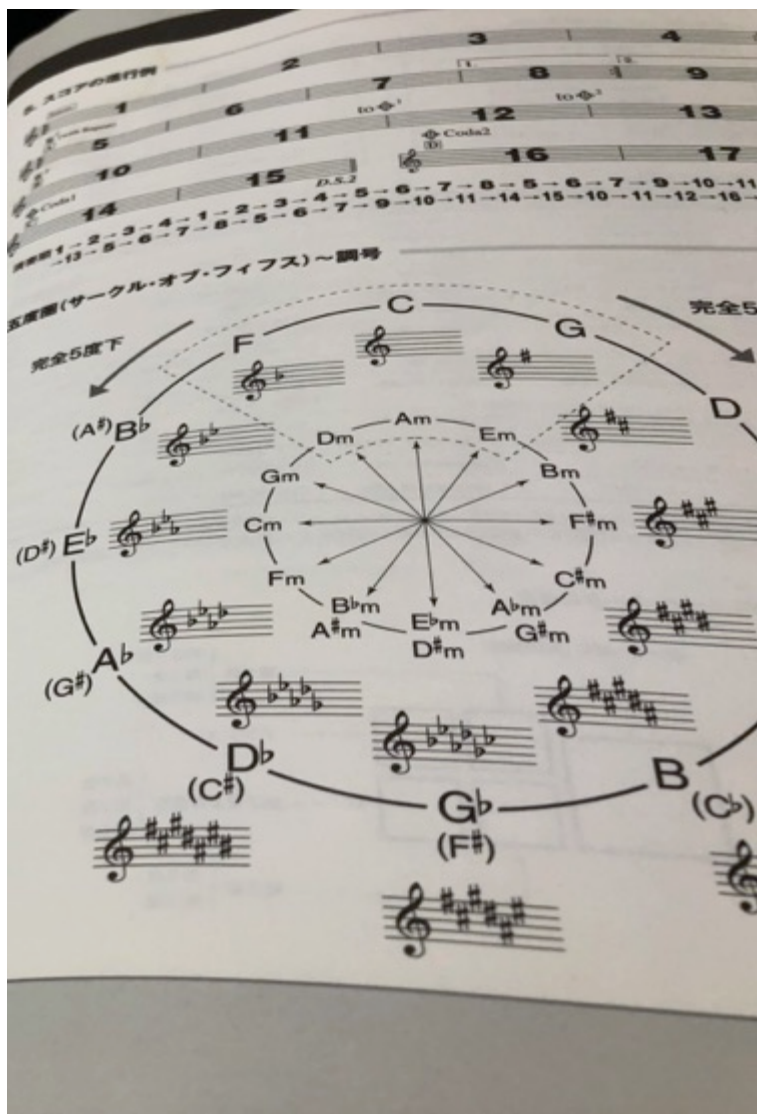 9. スコアの進行例
1 2 3 4
5 6 7 1. 8 2. 9
10 11 to 1 12 to 2 13
Coda1 14 15 D.S.2 Coda2 D 16 17
演奏順 1→2→3→4→1→2→3→4→5→6→7→8→5→6→7→9→10→11
→13→5→6→7→8→5→6→7→9→10→11→14→15→10→11→12→16→
五度圏(サークル・オブ・フィフス)~調号
完全5度下
完全5
C
F G
(A♯) B♭ D
Dm Am Em
Gm Bm
(D♯) E♭ Cm F♯m
Fm C♯m
B♭m E♭m A♭m
A♯m D♯m G♯m
A♭
(G♯)
D♭ G♭ B
(C♯) (F♯) (C♭)